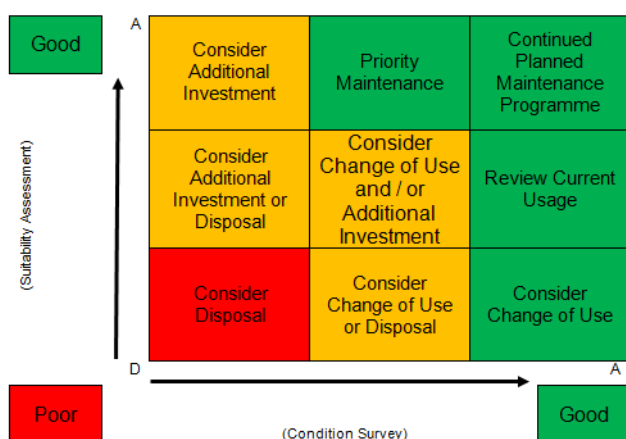 A
Good
Consider
Additional
Investment
Priority
Maintenance
Continued
Planned
Maintenance
Programme
(Suitability Assessment)
Consider
Additional
Investment or
Disposal
Consider
Change of Use
and / or
Additional
Investment
Review Current
Usage
Consider
Disposal
Consider
Change of Use
or Disposal
Consider
Change of Use
D
A
Poor
Good
(Condition Survey)